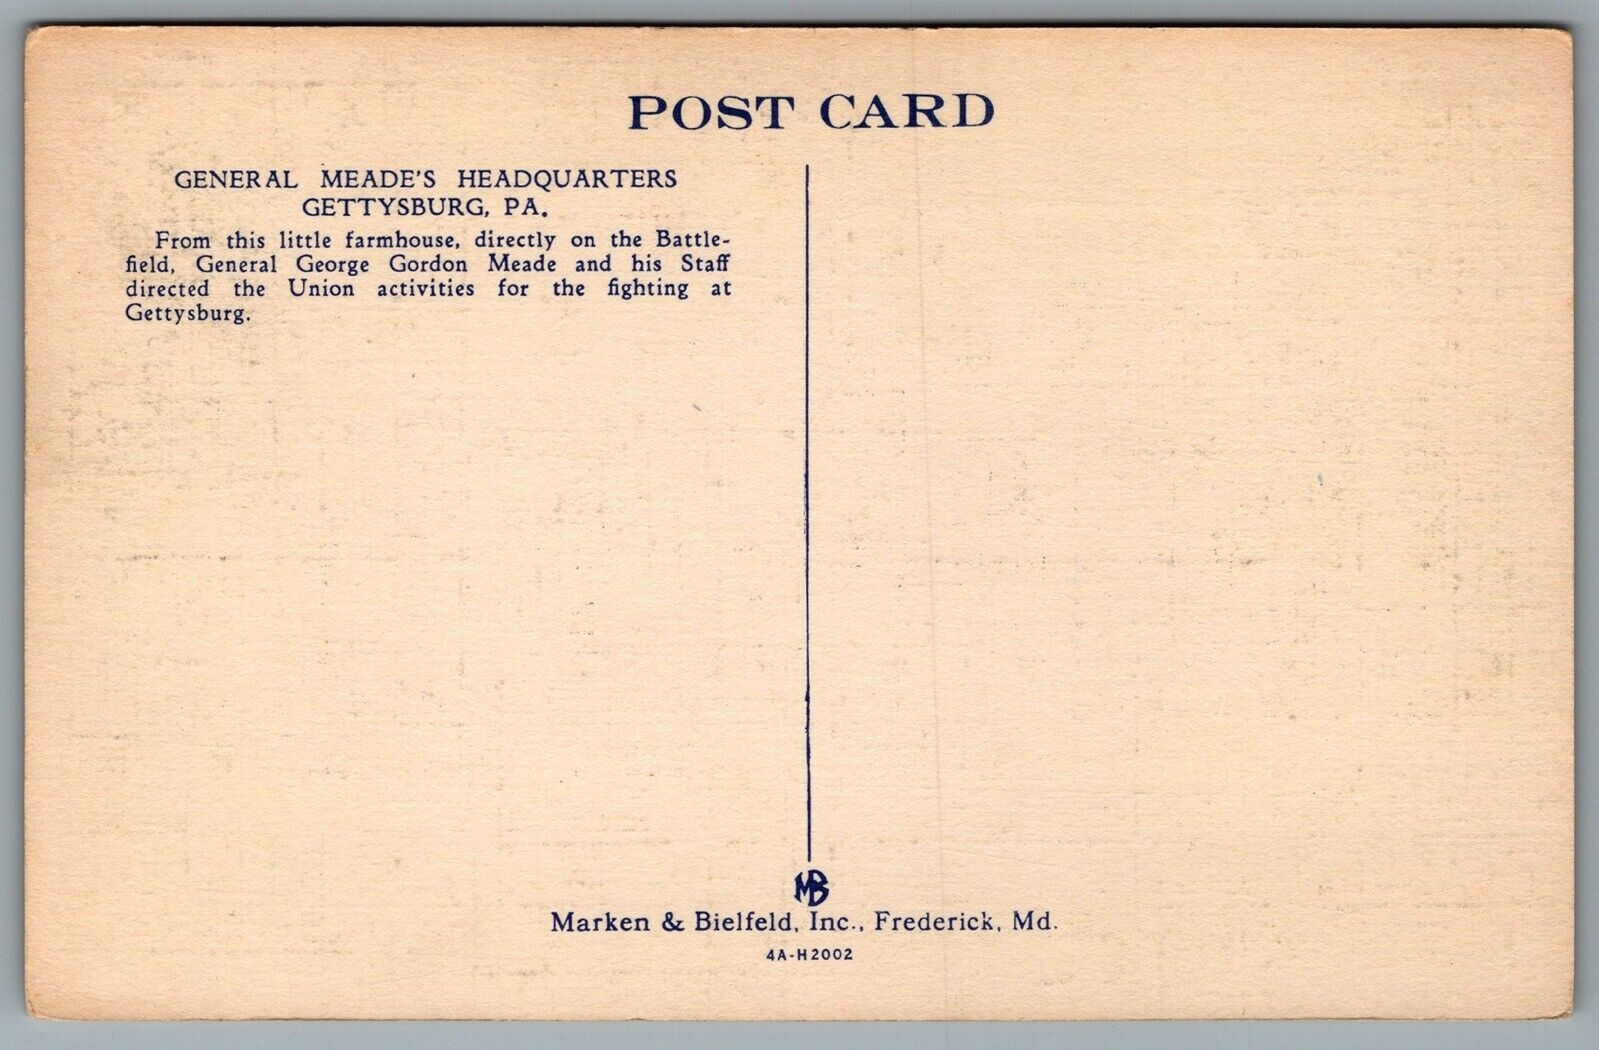 POST CARD
GENERAL MEADE'S HEADQUARTERS
GETTYSBURG, PA.
From this little farmhouse, directly on the Battle-
field, General George Gordon Meade and his Staff
directed the Union activities for the fighting at
Gettysburg.
MB
Marken & Bielfeld, Inc., Frederick, Md.
4A-H2002